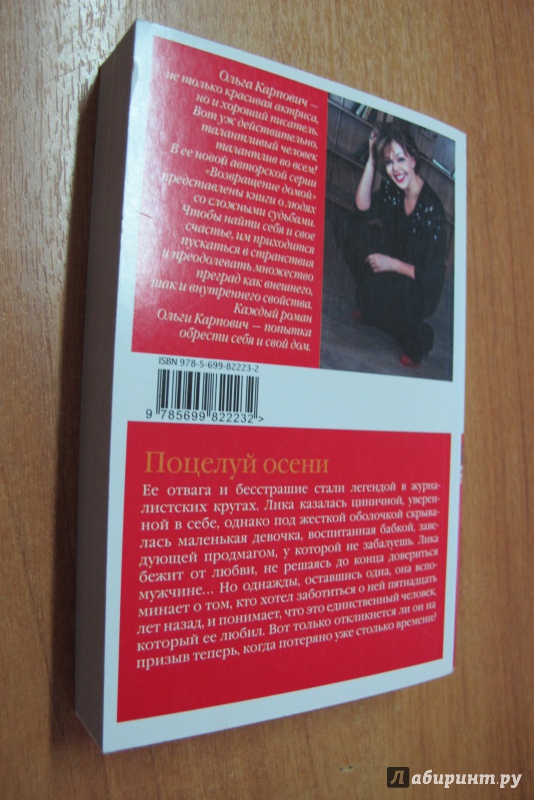 Ольга Карпович —
не только красивая актриса,
но и хороший писатель.
Вот уж действительно,
талантливый человек
талантлив во всем!
В ее новой авторской серии
"Возвращение домой"
представлены книги о людях
со сложными судьбами.
Чтобы найти себя и свое
счастье, им приходится
пускаться в странствия
и преодолевать множество
преград как внешнего,
так и внутреннего свойства.
Каждый роман
Ольги Карпович — попытка
обрести себя и свой дом.
ISBN 978-5-699-82223-2
9 785699 822232>
Поцелуй осени
Ее отвага и бесстрашие стали легендой в журна-
листских кругах. Лика казалась циничной, уверен-
ной в себе, однако под жесткой оболочкой скрыва-
лась маленькая девочка, воспитанная бабкой, заве-
дующей продмагом, у которой не забалуешь. Лика
бежит от любви, не решаясь до конца довериться
мужчине... Но однажды, оставшись одна, она вспо-
минает о том, кто хотел заботиться о ней пятнадцать
лет назад, и понимает, что это единственный человек,
который ее любил. Вот только откликнется ли он на
призыв теперь, когда потеряно уже столько времени?
Лабиринт.ру